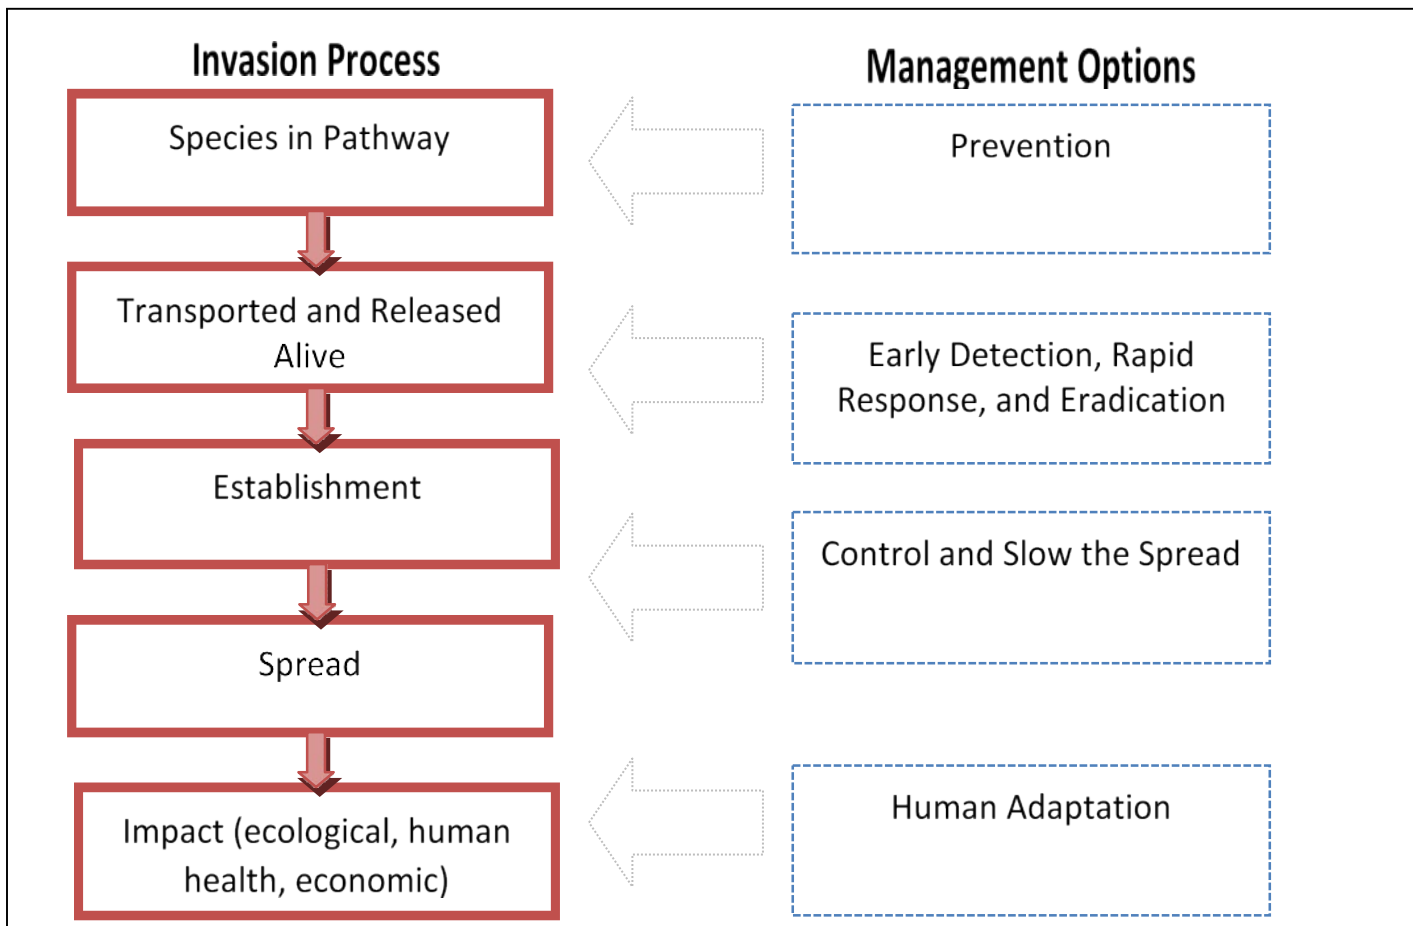 Invasion Process
Management Options
Species in Pathway
Prevention
Transported and Released
Alive
Early Detection, Rapid
Response, and Eradication
Establishment
Control and Slow the Spread
Spread
Impact (ecological, human
health, economic)
Human Adaptation